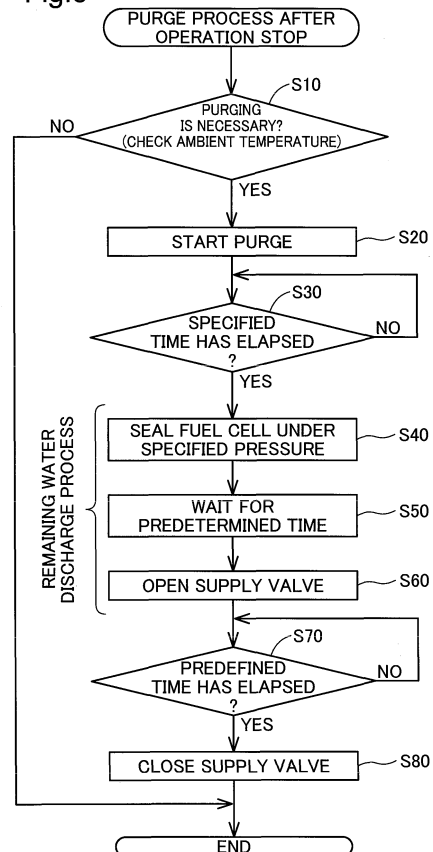 PURGE PROCESS AFTER
OPERATION STOP
S10
PURGING
IS NECESSARY?
(CHECK AMBIENT TEMPERATURE)
NO
YES
START PURGE
S20
S30
SPECIFIED
TIME HAS ELAPSED
?
NO
YES
REMAINING WATER
DISCHARGE PROCESS
SEAL FUEL CELL UNDER
SPECIFIED PRESSURE
S40
WAIT FOR
PREDETERMINED TIME
S50
OPEN SUPPLY VALVE
S60
S70
PREDEFINED
TIME HAS ELAPSED
?
NO
YES
CLOSE SUPPLY VALVE
S80
END